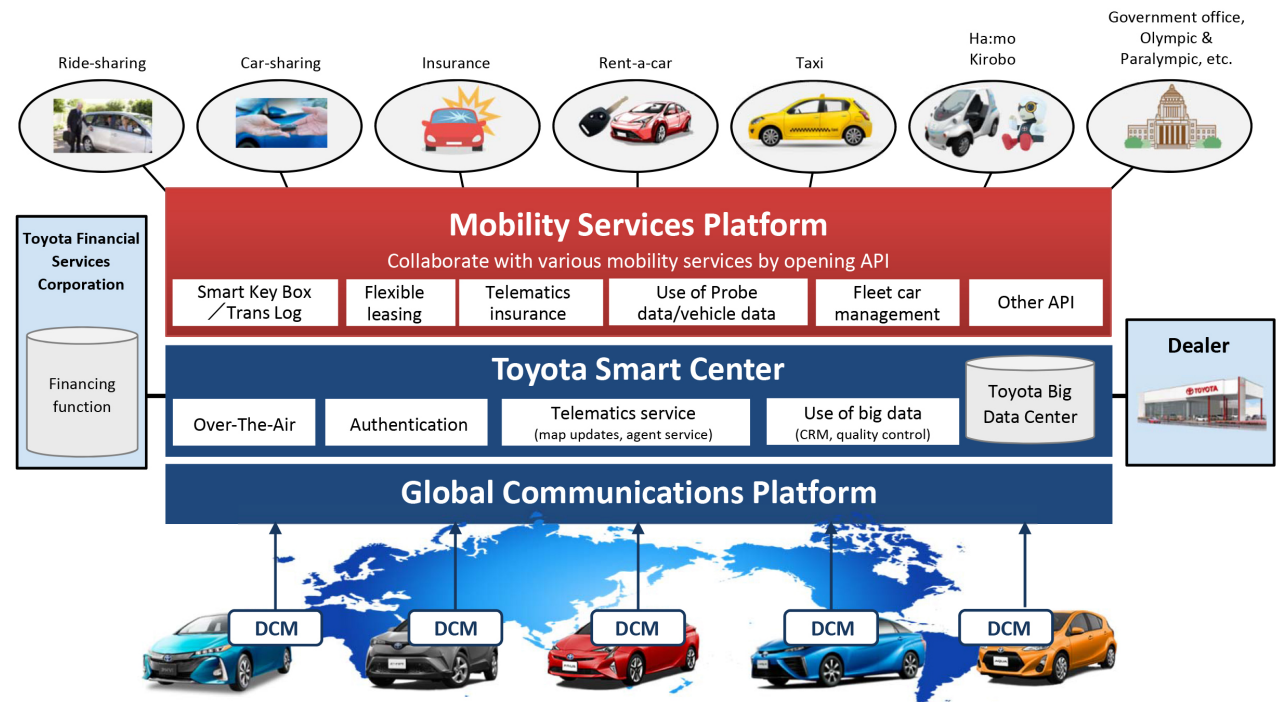 Ride-sharing
Car-sharing
Insurance
Rent-a-car
Taxi
Ha:mo
Kirobo
Government office,
Olympic &
Paralympic, etc.
Mobility Services Platform
Collaborate with various mobility services by opening API
Smart Key Box
／Trans Log
Flexible
leasing
Telematics
insurance
Use of Probe
data/vehicle data
Fleet car
management
Other API
Toyota Financial
Services
Corporation
Financing
function
Toyota Smart Center
Over-The-Air
Authentication
Telematics service
(map updates, agent service)
Use of big data
(CRM, quality control)
Toyota Big
Data Center
Dealer
TOYOTA
Global Communications Platform
DCM
DCM
DCM
DCM
DCM